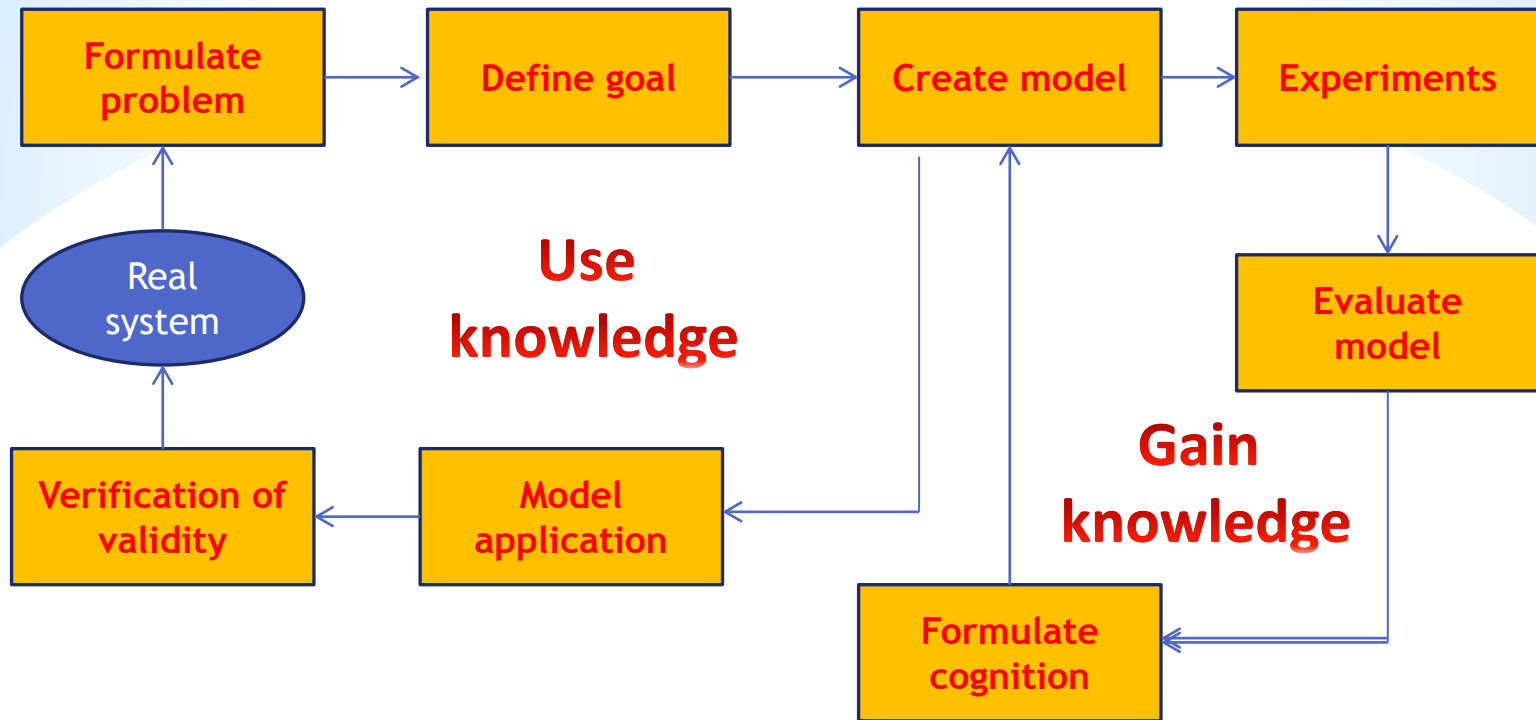 Formulate
problem
Define goal
Create model
Experiments
Real
system
Use
knowledge
Evaluate
model
Gain
knowledge
Verification of
validity
Model
application
Formulate
cognition